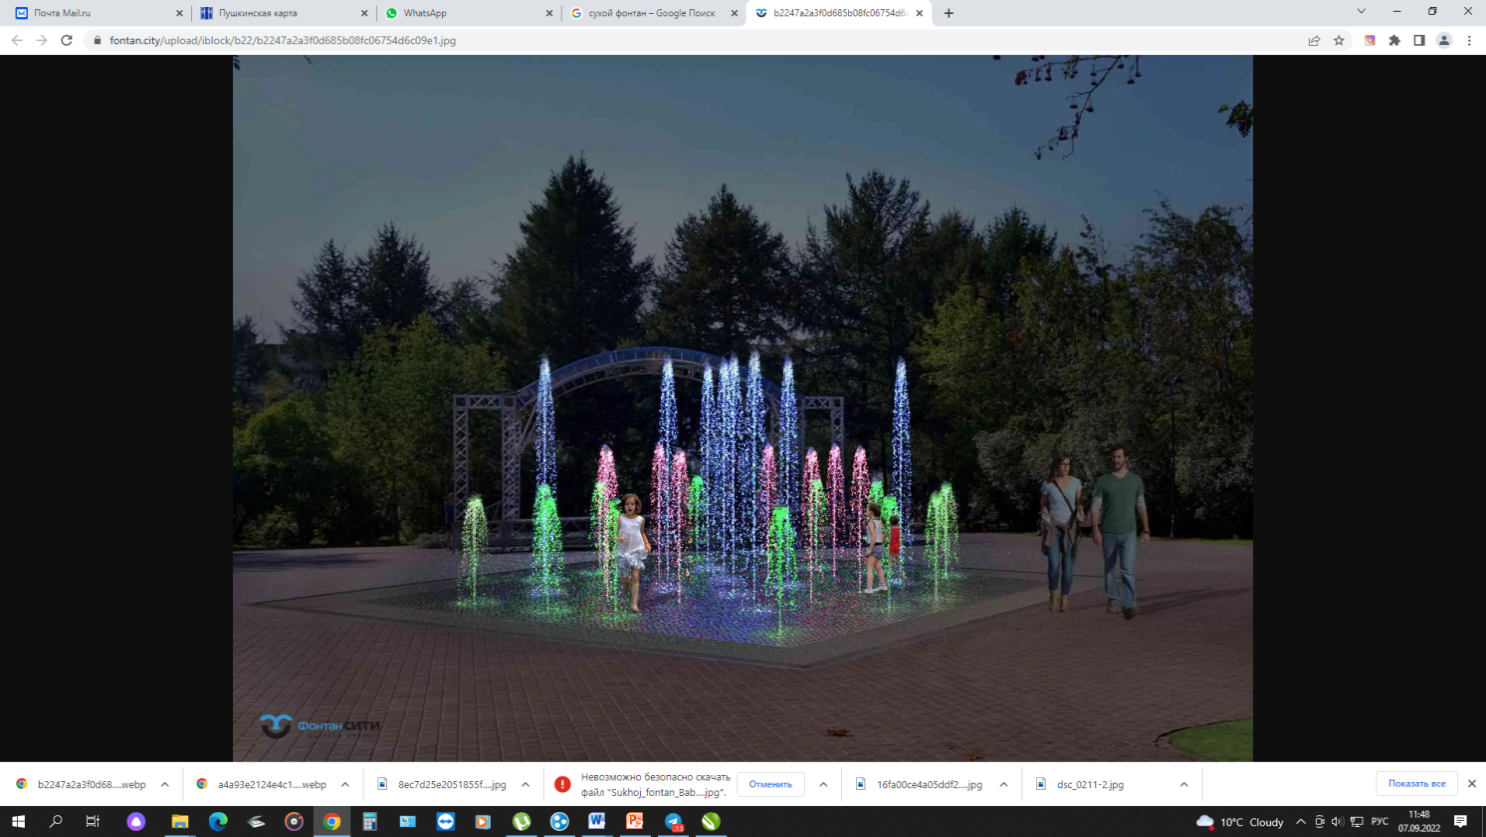 Почта Mail.ru
Пушкинская карта
WhatsApp
сухой фонтан – Google Поиск
b2247a2a3f0d685b08fc06754d6c
fontan.city/upload/iblock/b22/b2247a2a3f0d685b08fc06754d6c09e1.jpg
Фонтан СИТИ
b2247a2a3f0d68....webp
a4a93e2124e4c1....webp
8ec7d25e2051855f....jpg
Невозможно безопасно скачать
файл "Sukhoj_fontan_Bab....jpg".
Отменить
16fa00ce4a05ddf2....jpg
dsc_0211-2.jpg
Показать все
10°C Cloudy
РУС
11:48
07.09.2022